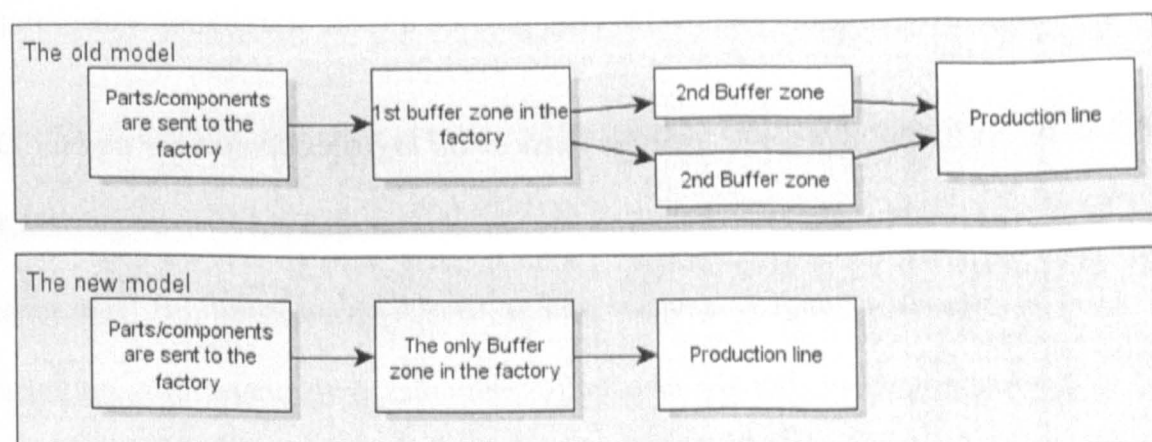 The old model
Parts/components
are sent to the
factory
1st buffer zone in the
factory
2nd Buffer zone
2nd Buffer zone
Production line
The new model
Parts/components
are sent to the
factory
The only Buffer
zone in the factory
Production line